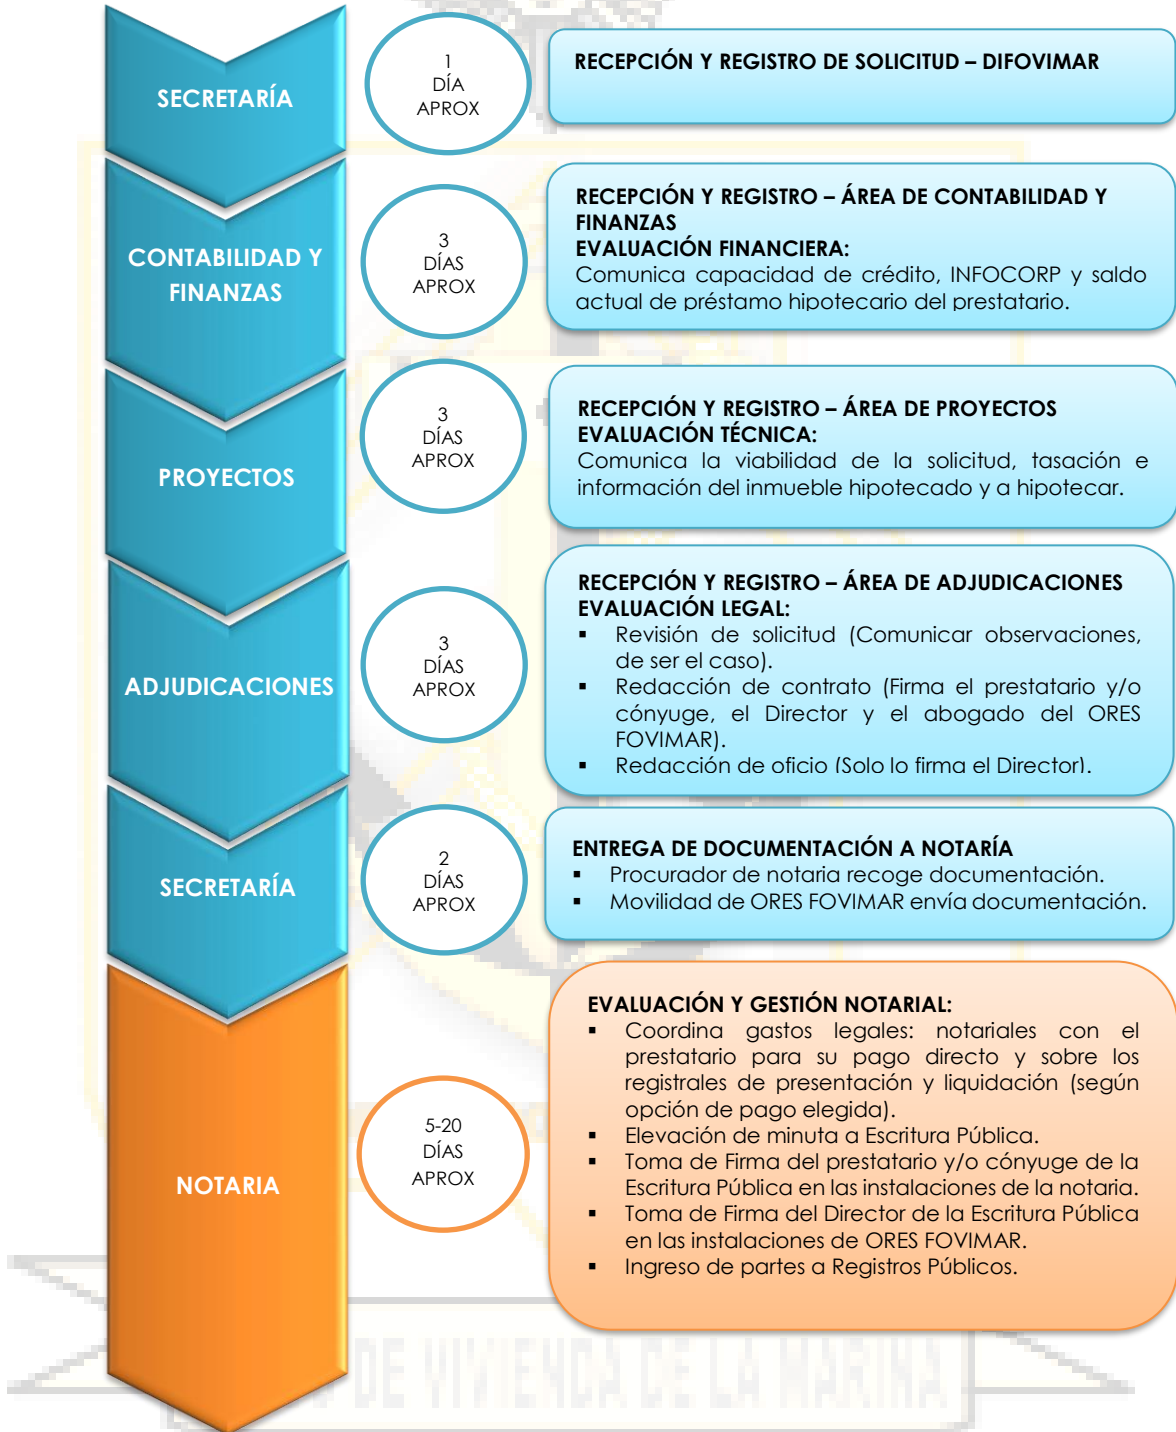 SECRETARÍA
1
DÍA
APROX
RECEPCIÓN Y REGISTRO DE SOLICITUD – DIFOVIMAR
CONTABILIDAD Y
FINANZAS
3
DÍAS
APROX
RECEPCIÓN Y REGISTRO – ÁREA DE CONTABILIDAD Y
FINANZAS
EVALUACIÓN FINANCIERA:
Comunica capacidad de crédito, INFOCORP y saldo
actual de préstamo hipotecario del prestatario.
PROYECTOS
3
DÍAS
APROX
RECEPCIÓN Y REGISTRO – ÁREA DE PROYECTOS
EVALUACIÓN TÉCNICA:
Comunica la viabilidad de la solicitud, tasación e
información del inmueble hipotecado y a hipotecar.
ADJUDICACIONES
3
DÍAS
APROX
RECEPCIÓN Y REGISTRO – ÁREA DE ADJUDICACIONES
EVALUACIÓN LEGAL:
▪ Revisión de solicitud (Comunicar observaciones,
de ser el caso).
▪ Redacción de contrato (Firma el prestatario y/o
cónyuge, el Director y el abogado del ORES
FOVIMAR).
▪ Redacción de oficio (Solo lo firma el Director).
SECRETARÍA
2
DÍAS
APROX
ENTREGA DE DOCUMENTACIÓN A NOTARÍA
▪ Procurador de notaria recoge documentación.
▪ Movilidad de ORES FOVIMAR envía documentación.
NOTARIA
5-20
DÍAS
APROX
EVALUACIÓN Y GESTIÓN NOTARIAL:
▪ Coordina gastos legales: notariales con el
prestatario para su pago directo y sobre los
registrales de presentación y liquidación (según
opción de pago elegida).
▪ Elevación de minuta a Escritura Pública.
▪ Toma de Firma del prestatario y/o cónyuge de la
Escritura Pública en las instalaciones de la notaria.
▪ Toma de Firma del Director de la Escritura Pública
en las instalaciones de ORES FOVIMAR.
▪ Ingreso de partes a Registros Públicos.
DE VIVIENDA DE LA MARINA